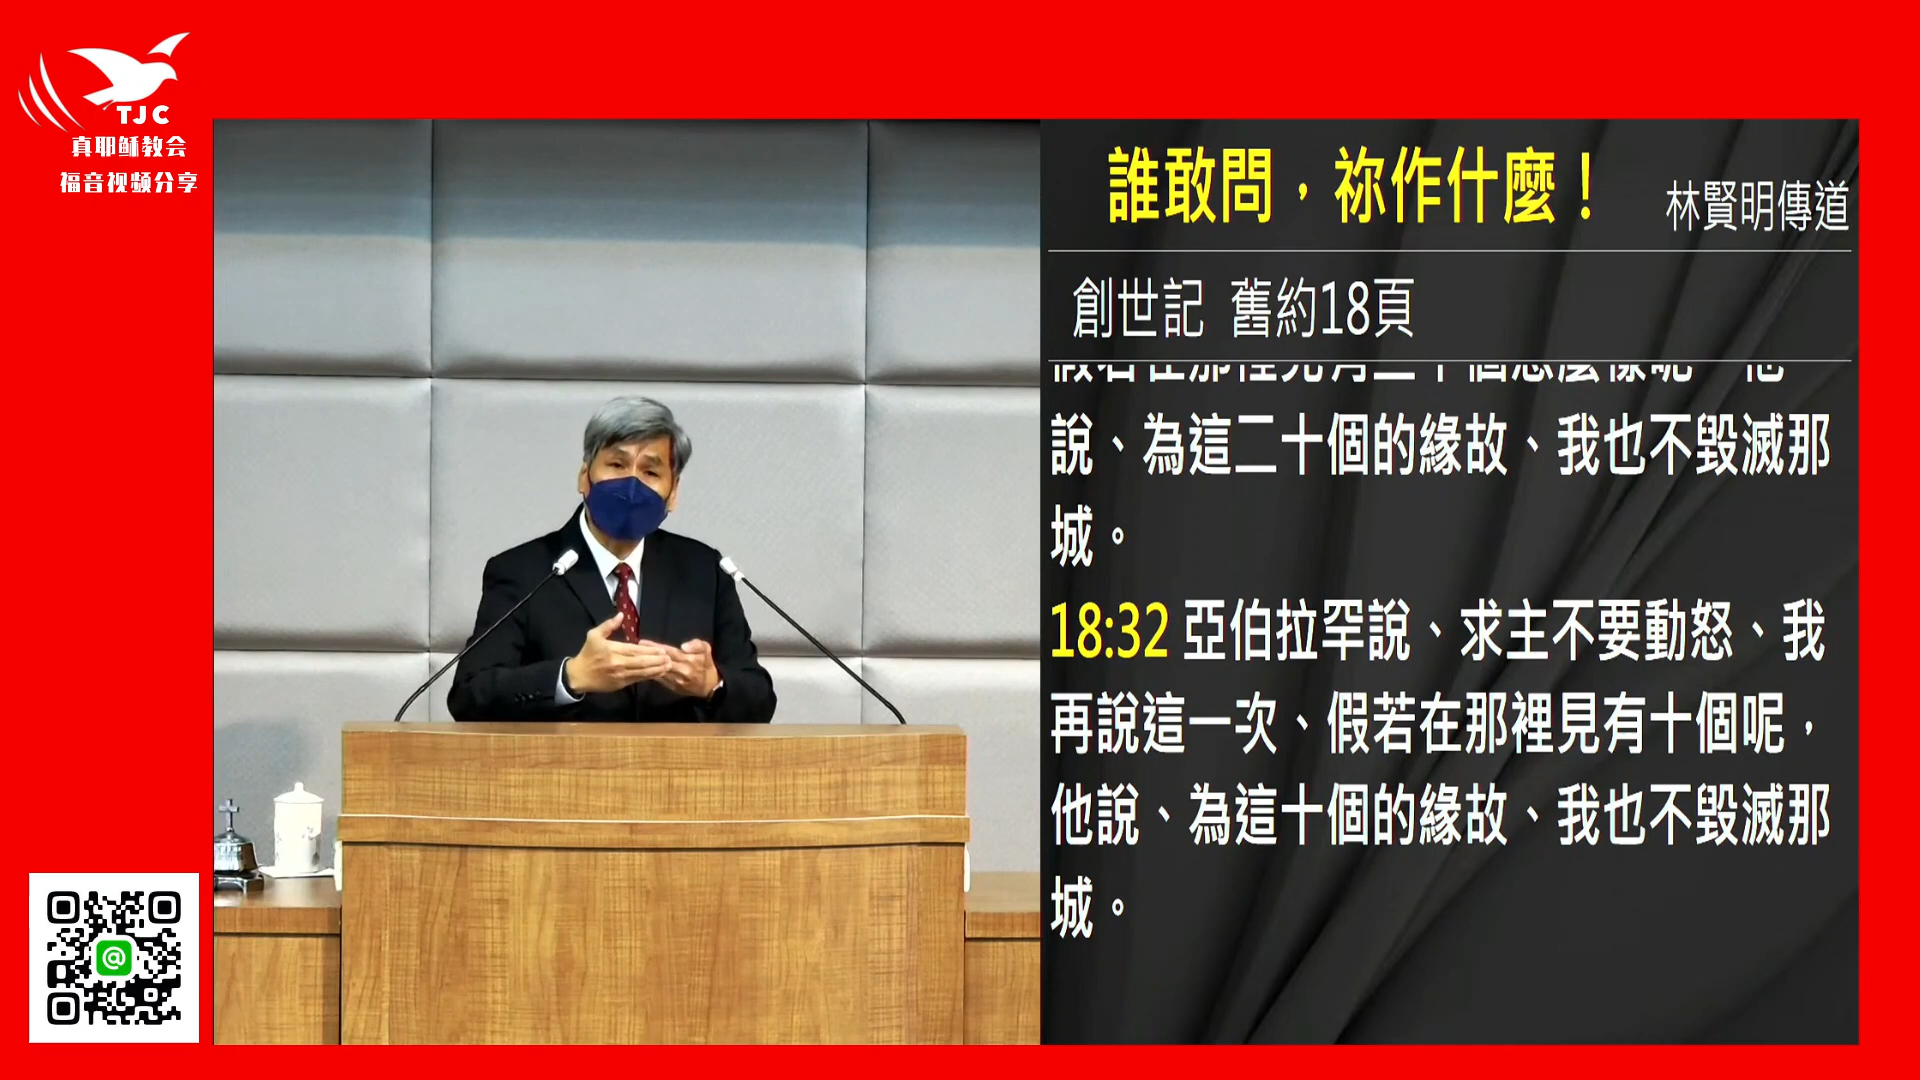 TJC
真耶稣教会
福音视频分享
誰敢問，祢作什麼！
林賢明傳道
創世記 舊約18頁
說、為這二十個的緣故、我也不毀滅那
城。
18:32 亞伯拉罕說、求主不要動怒、我
再說這一次、假若在那裡見有十個呢，
他說、為這十個的緣故、我也不毀滅那
城。
@